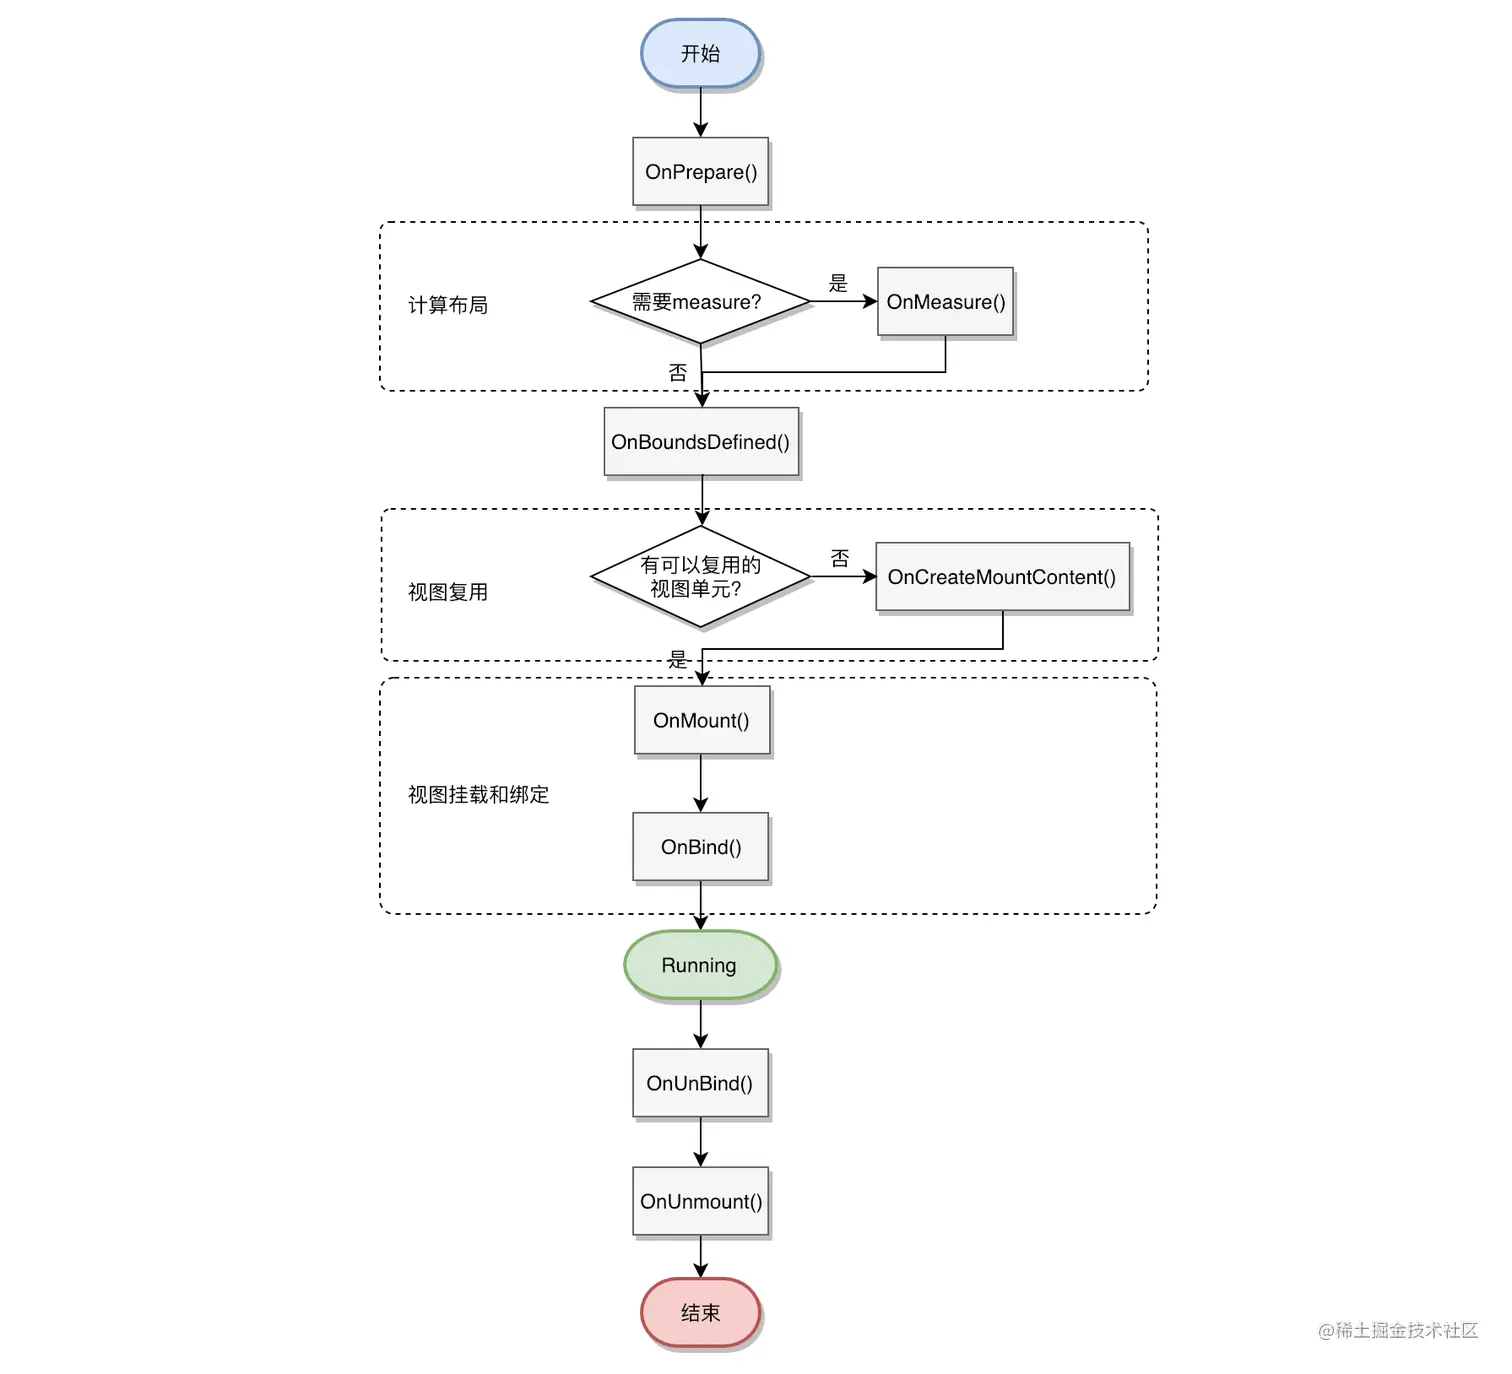 开始
OnPrepare()
计算布局
需要measure?
是
OnMeasure()
否
OnBoundsDefined()
视图复用
有可以复用的
视图单元?
否
OnCreateMountContent()
是
OnMount()
视图挂载和绑定
OnBind()
Running
OnUnBind()
OnUnmount()
结束
@稀土掘金技术社区